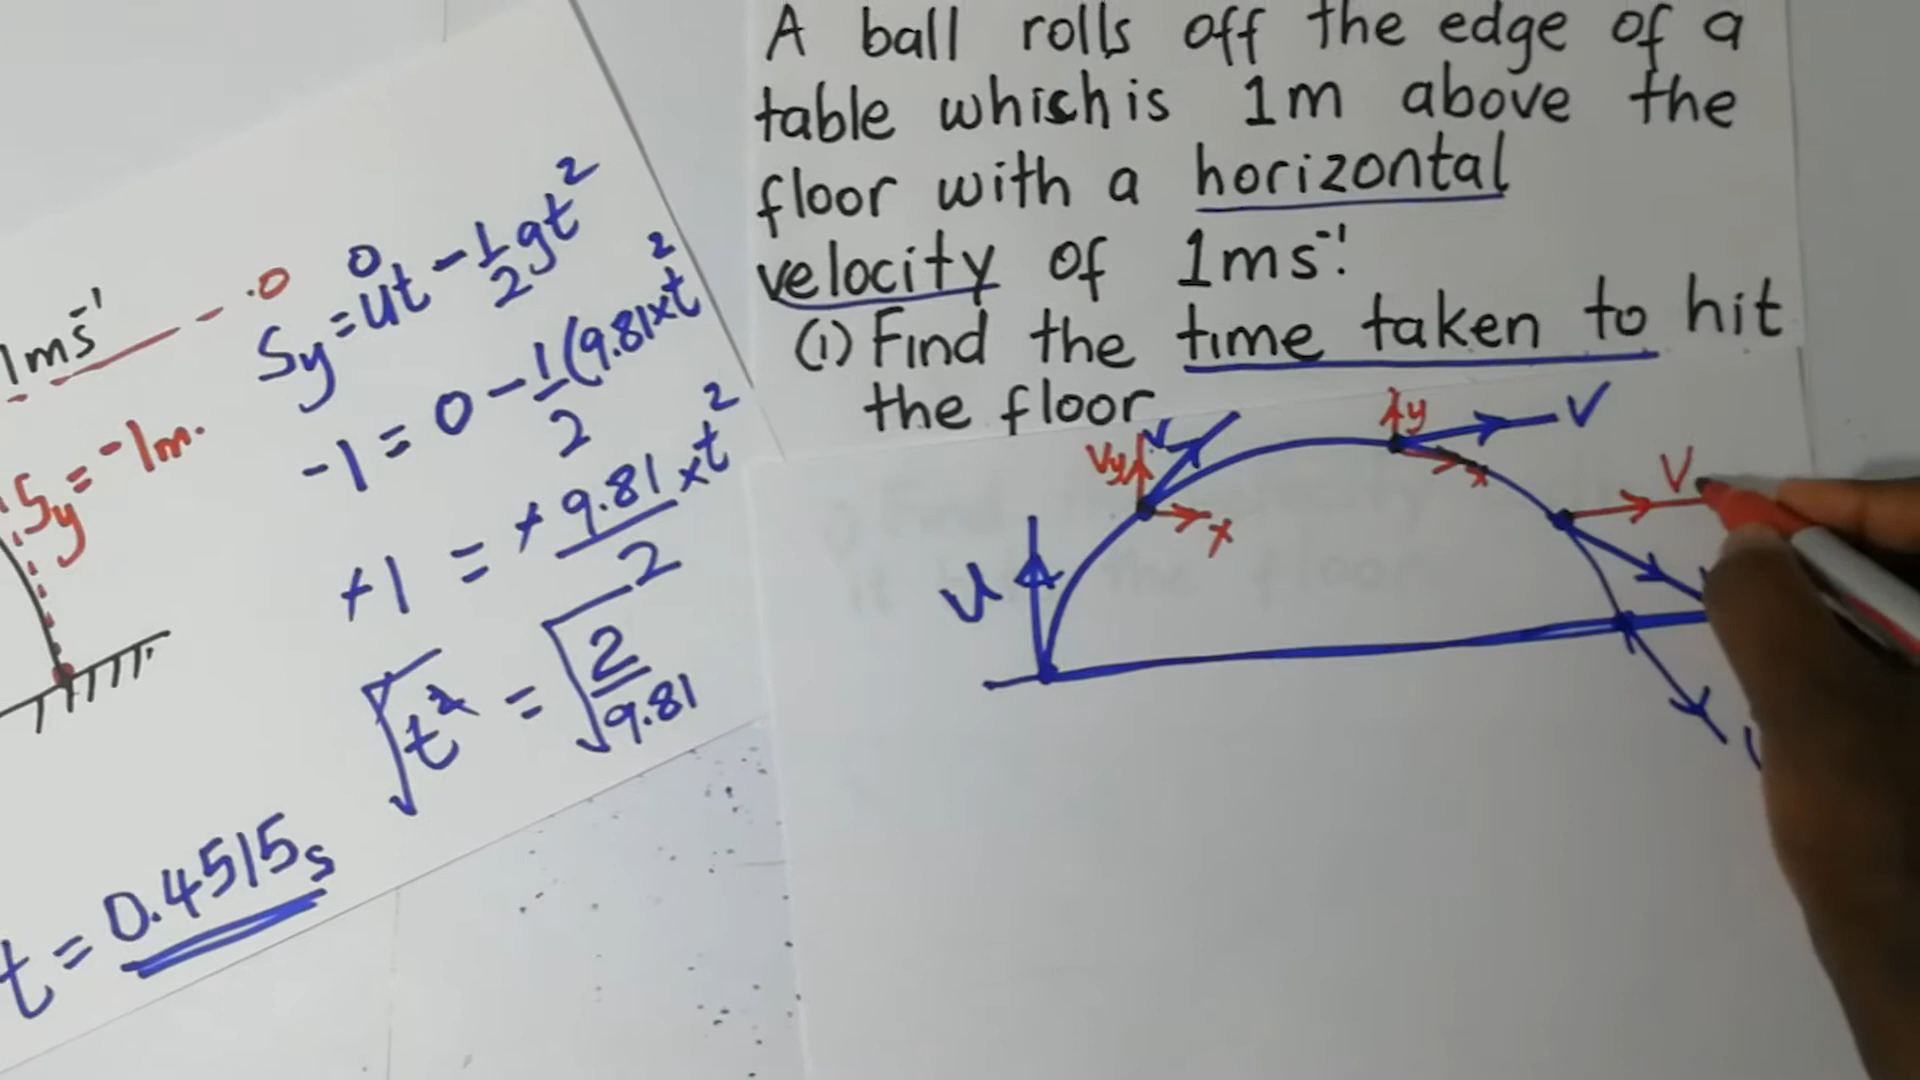 A ball rolls off the edge of a
table which is 1m above the
floor with a horizontal
velocity of 1ms⁻¹.
(i) Find the time taken to hit
the floor
1ms⁻¹
0
Sy = -1m.
0
Sy = ut - 1/2 gt²
-1 = 0 - 1/2 (9.81 × t²
+1 = + 9.81/2 × t²
√t² = √2/9.81
t = 0.4515s
u
Vy
V
x
y
V
x
V